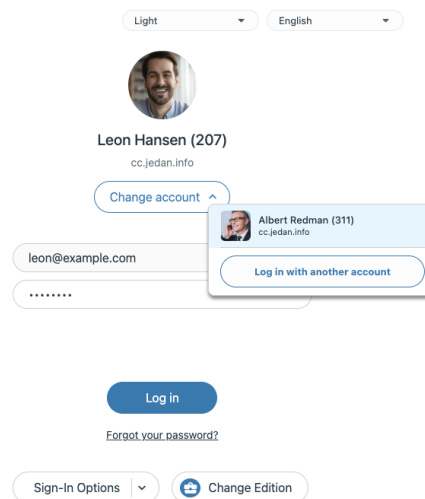 Light
English
Leon Hansen (207)
cc.jedan.info
Change account
Albert Redman (311)
cc.jedan.info
leon@example.com
Log in with another account
••••••••
Log in
Forgot your password?
Sign-In Options
Change Edition